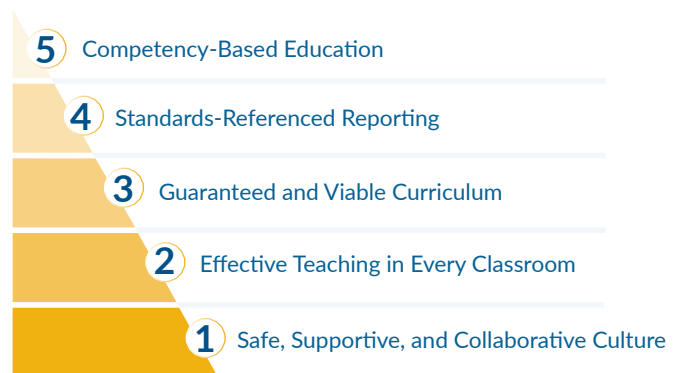 5 Competency-Based Education
4 Standards-Referenced Reporting
3 Guaranteed and Viable Curriculum
2 Effective Teaching in Every Classroom
1 Safe, Supportive, and Collaborative Culture